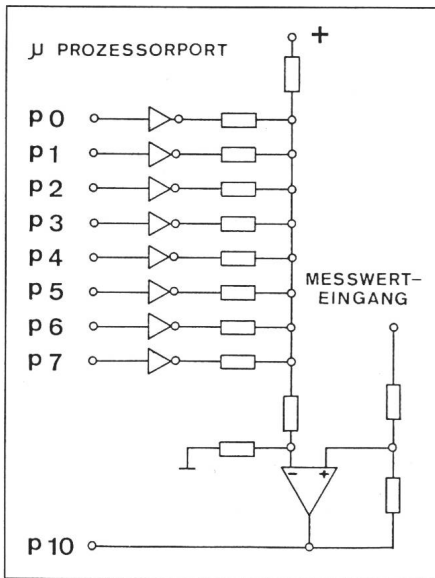 µ PROZESSORPORT
+
p0
p1
p2
p3
p4
p5
p6
p7
MESSWERT-
EINGANG
- +
p10